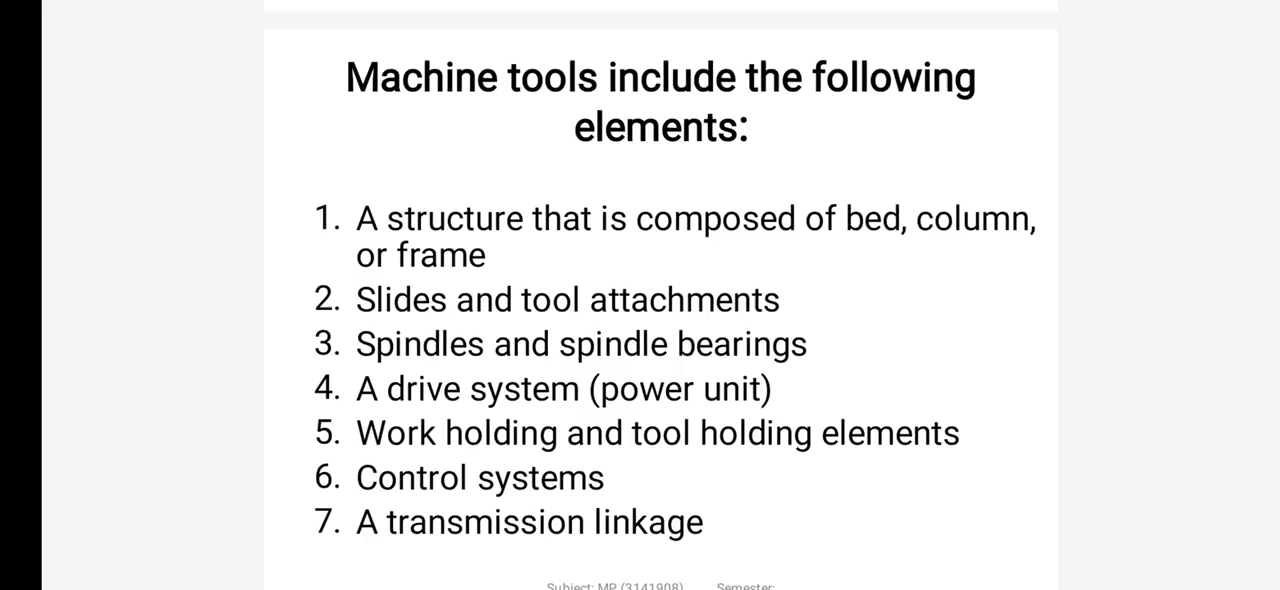 Machine tools include the following
elements:
1. A structure that is composed of bed, column,
or frame
2. Slides and tool attachments
3. Spindles and spindle bearings
4. A drive system (power unit)
5. Work holding and tool holding elements
6. Control systems
7. A transmission linkage
Subject: MP (3141908) Semester: